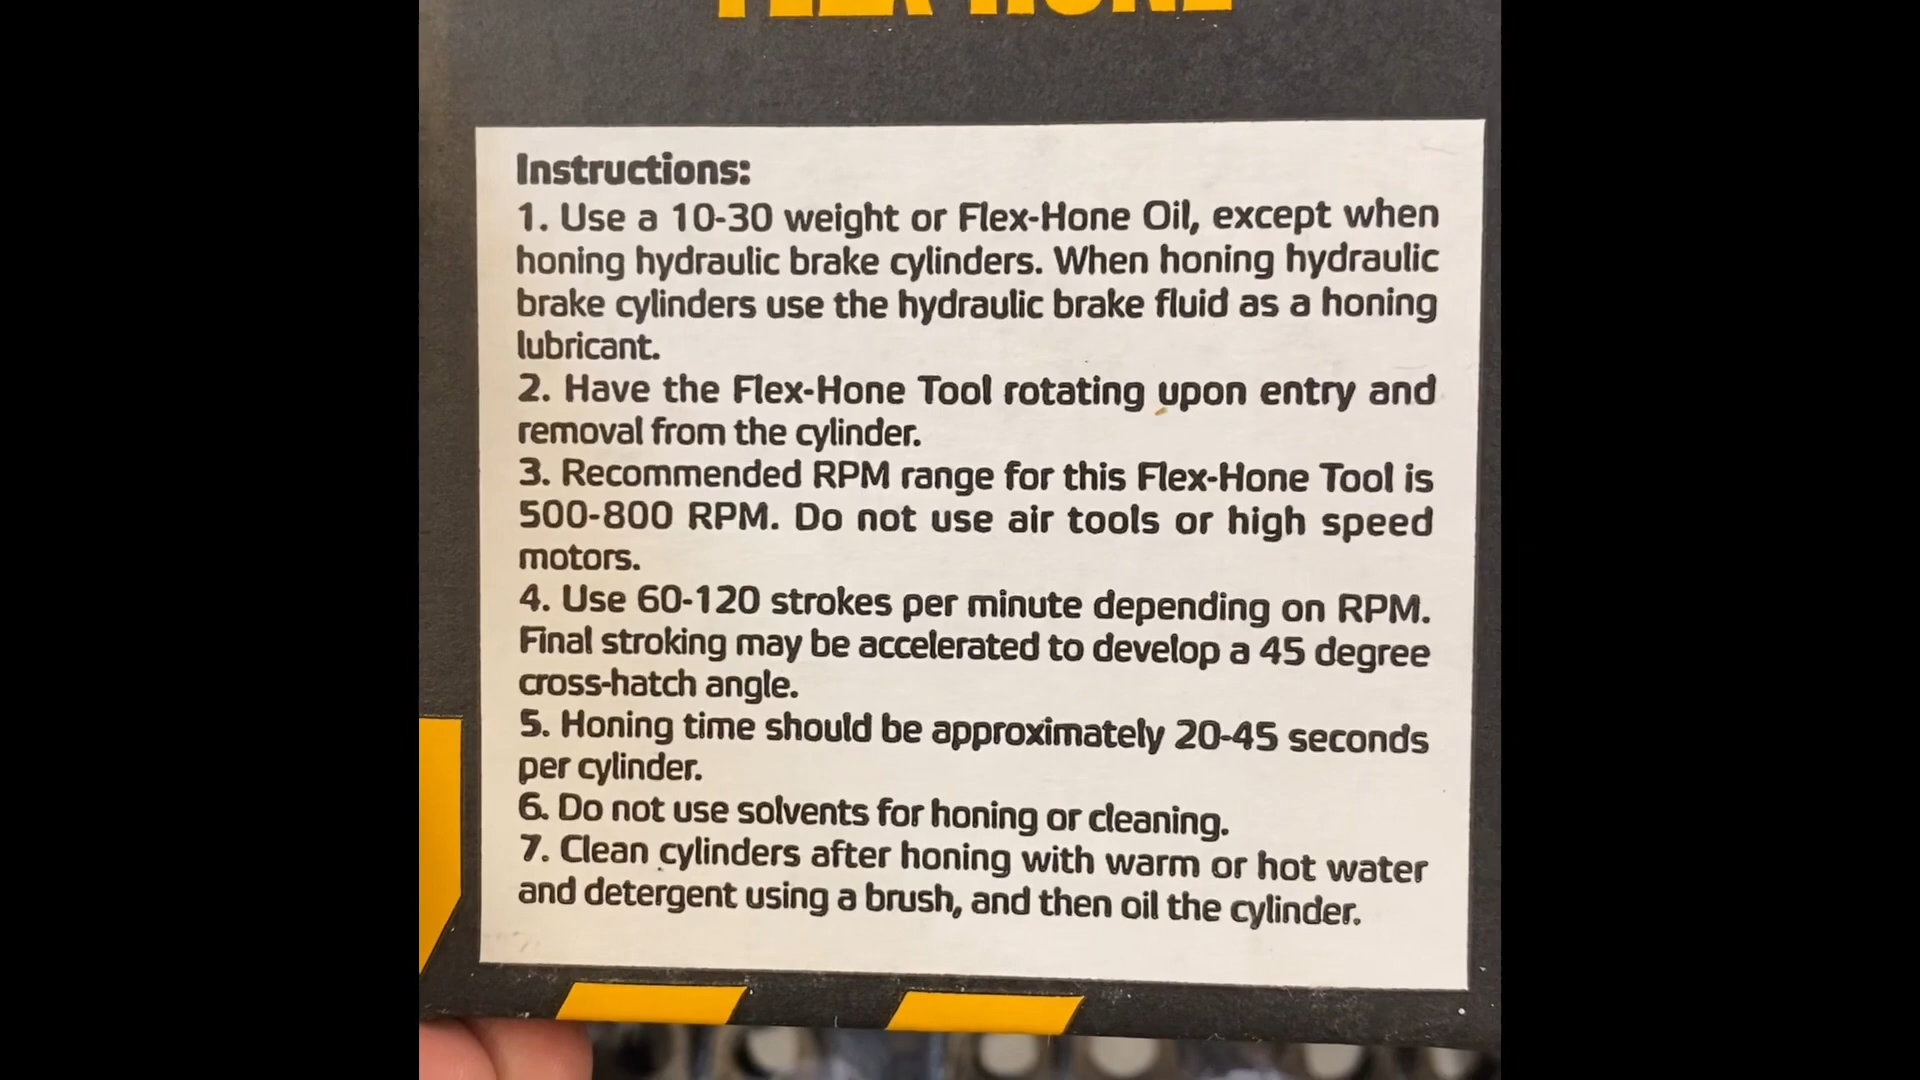 FLEX-HONE
Instructions:
1. Use a 10-30 weight or Flex-Hone Oil, except when
honing hydraulic brake cylinders. When honing hydraulic
brake cylinders use the hydraulic brake fluid as a honing
lubricant.
2. Have the Flex-Hone Tool rotating upon entry and
removal from the cylinder.
3. Recommended RPM range for this Flex-Hone Tool is
500-800 RPM. Do not use air tools or high speed
motors.
4. Use 60-120 strokes per minute depending on RPM.
Final stroking may be accelerated to develop a 45 degree
cross-hatch angle.
5. Honing time should be approximately 20-45 seconds
per cylinder.
6. Do not use solvents for honing or cleaning.
7. Clean cylinders after honing with warm or hot water
and detergent using a brush, and then oil the cylinder.